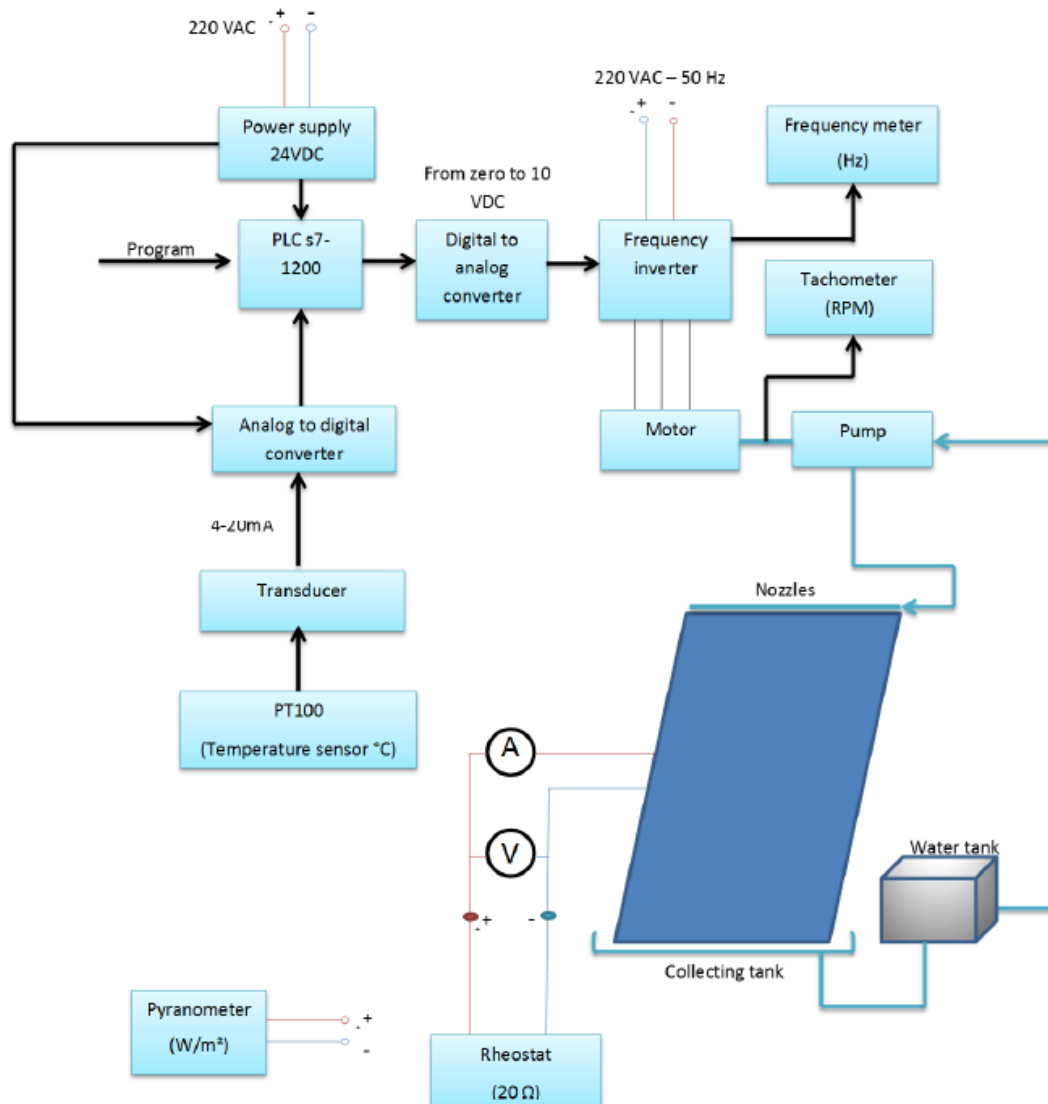 220 VAC
+ -
Power supply
24VDC
220 VAC – 50 Hz
+ -
Frequency meter
(Hz)
From zero to 10
VDC
Program
PLC s7-
1200
Digital to
analog
converter
Frequency
inverter
Tachometer
(RPM)
Analog to digital
converter
Motor
Pump
4-20mA
Transducer
Nozzles
PT100
(Temperature sensor °C)
A
V
+ -
Water tank
Collecting tank
Pyranometer
(W/m²)
+
-
Rheostat
(20 Ω)